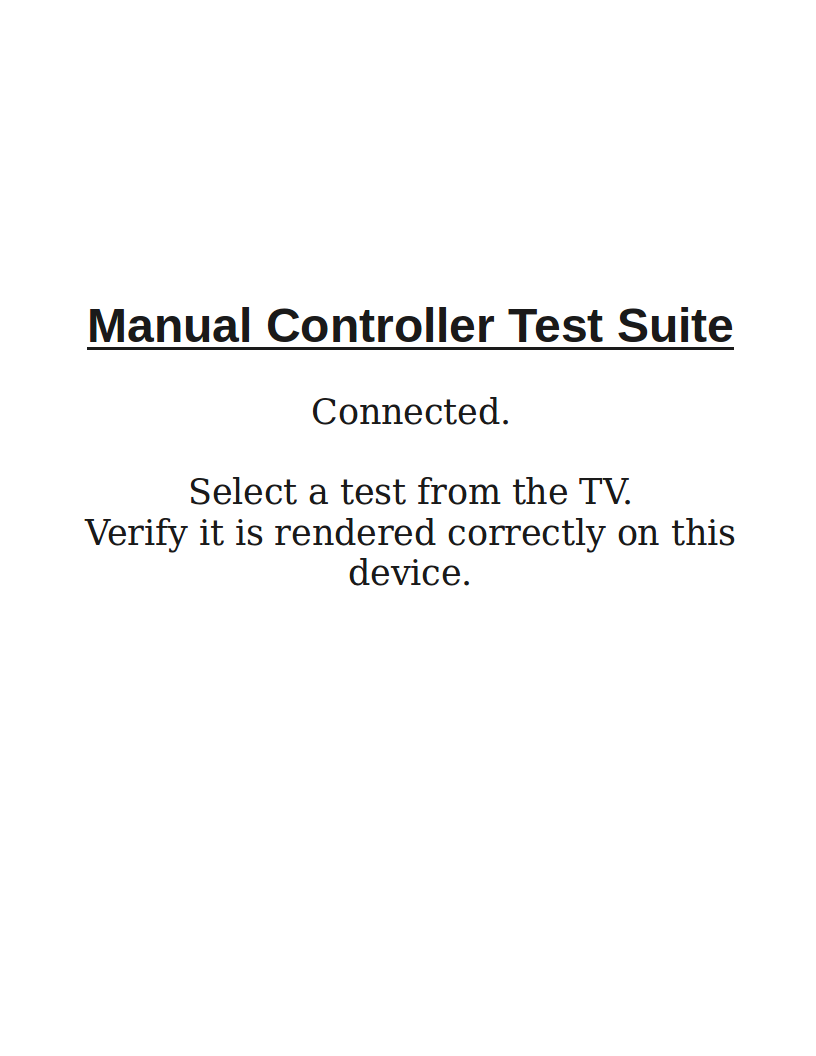 Manual Controller Test Suite
Connected.
Select a test from the TV.
Verify it is rendered correctly on this
device.